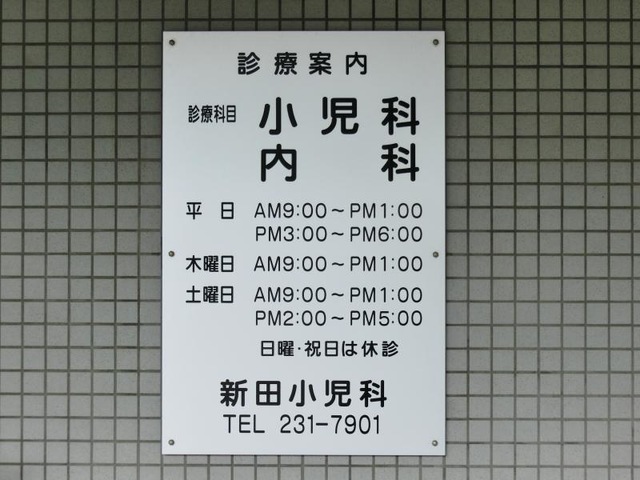 診療案内
診療科目 小児科
内科
平日 AM9:00～PM1:00
PM3:00～PM6:00
木曜日 AM9:00～PM1:00
土曜日 AM9:00～PM1:00
PM2:00～PM5:00
日曜・祝日は休診
新田小児科
TEL 231-7901